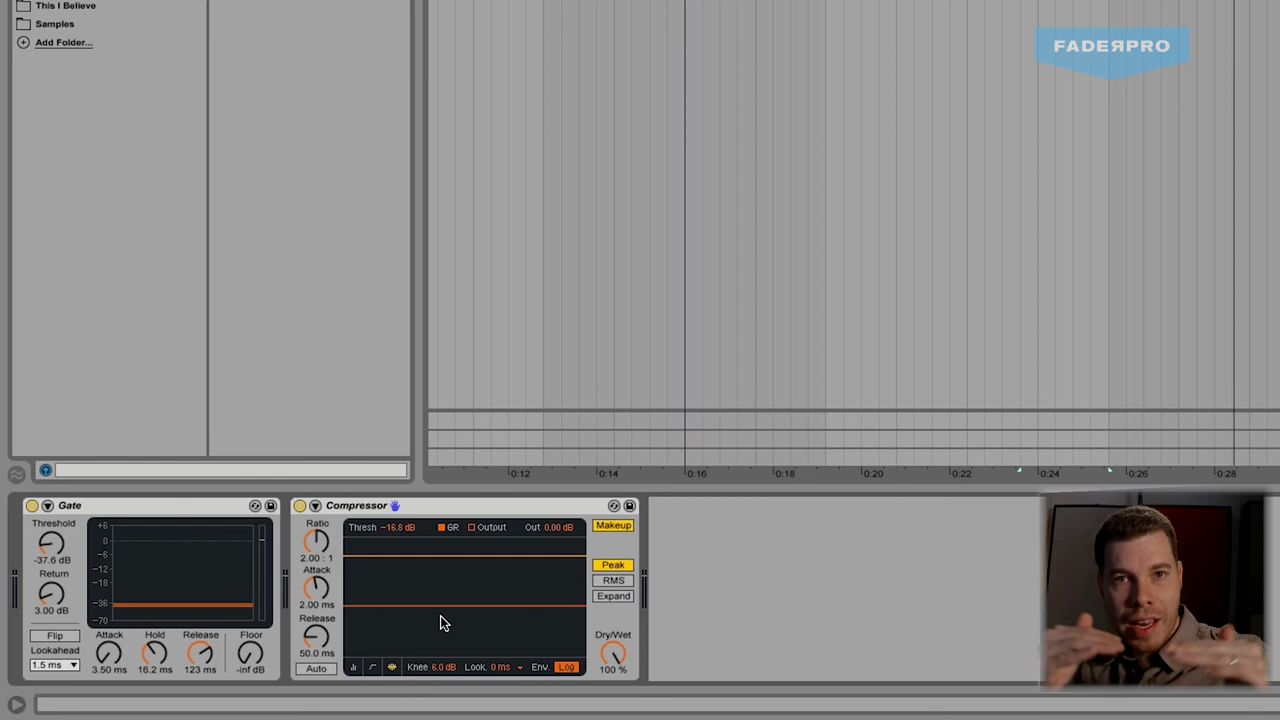 This I Believe
Samples
Add Folder...
FADERPRO
0:12 0:14 0:16 0:18 0:20 0:22 0:24 0:26 0:28
Gate
Threshold
-37.6 dB
Return
3.00 dB
Flip
Lookahead
1.5 ms
+6
0
-6
-12
-18
-36
-70
Attack Hold Release Floor
3.50 ms 16.2 ms 123 ms -inf dB
Compressor
Ratio
2.00 : 1
Attack
2.00 ms
Release
50.0 ms
Auto
Thresh -16.8 dB GR Output Out 0.00 dB
Knee 6.0 dB Look. 0 ms Env. Log
Makeup
Peak
RMS
Expand
Dry/Wet
100 %